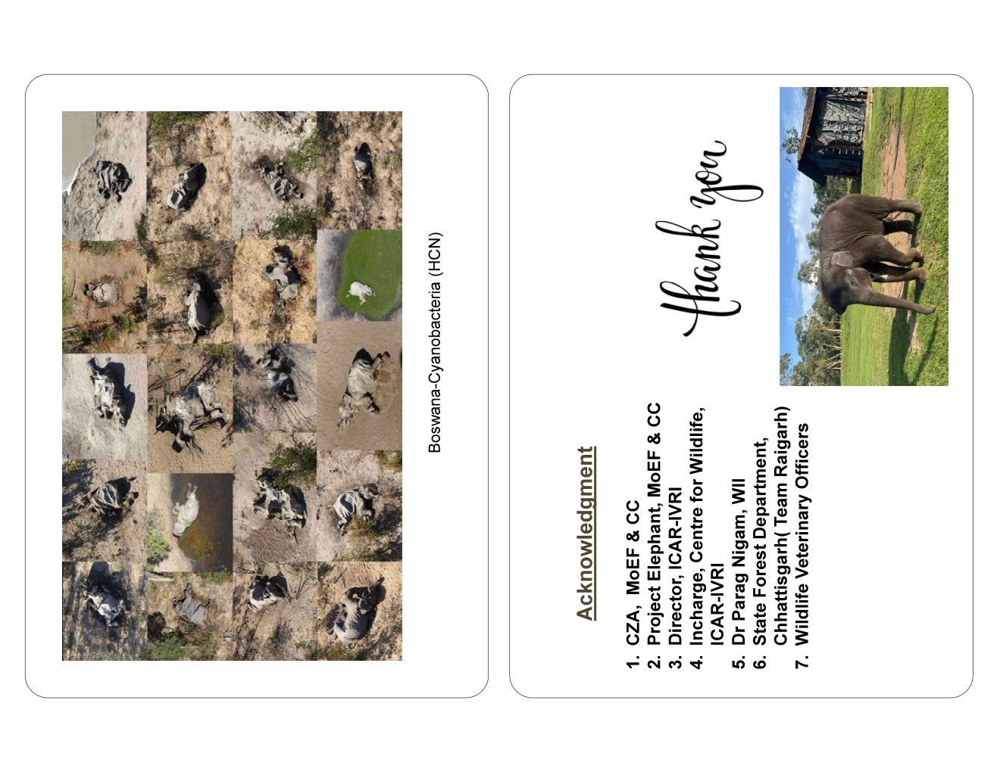 Boswana-Cyanobacteria (HCN)
Acknowledgment
1. CZA, MoEF & CC
2. Project Elephant, MoEF & CC
3. Director, ICAR-IVRI
4. Incharge, Centre for Wildlife,
ICAR-IVRI
5. Dr Parag Nigam, WII
6. State Forest Department,
Chhattisgarh( Team Raigarh)
7. Wildlife Veterinary Officers
thank you